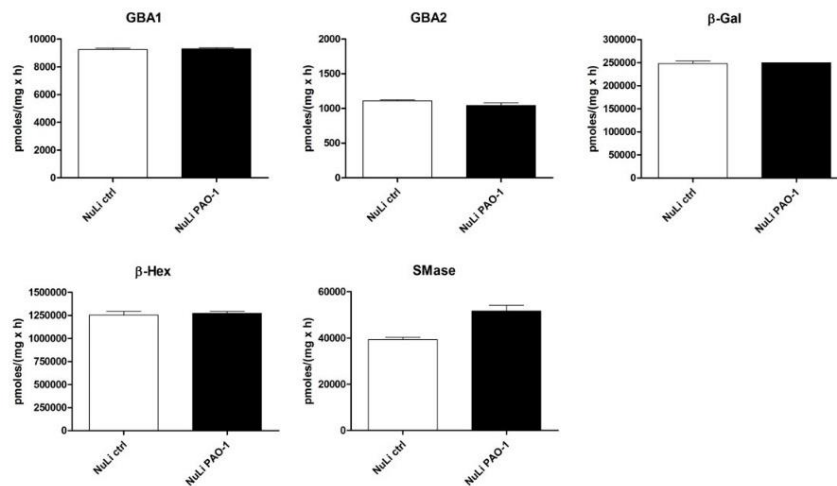 GBA1
pmoles/(mg x h)
10000
8000
6000
4000
2000
0
NuLi ctrl
NuLi PAO-1
GBA2
pmoles/(mg x h)
2000
1500
1000
500
0
NuLi ctrl
NuLi PAO-1
β-Gal
pmoles/(mg x h)
300000
250000
200000
150000
100000
50000
0
NuLi ctrl
NuLi PAO-1
β-Hex
pmoles/(mg x h)
1500000
1250000
1000000
750000
500000
250000
0
NuLi ctrl
NuLi PAO-1
SMase
pmoles/(mg x h)
60000
40000
20000
0
NuLi ctrl
NuLi PAO-1